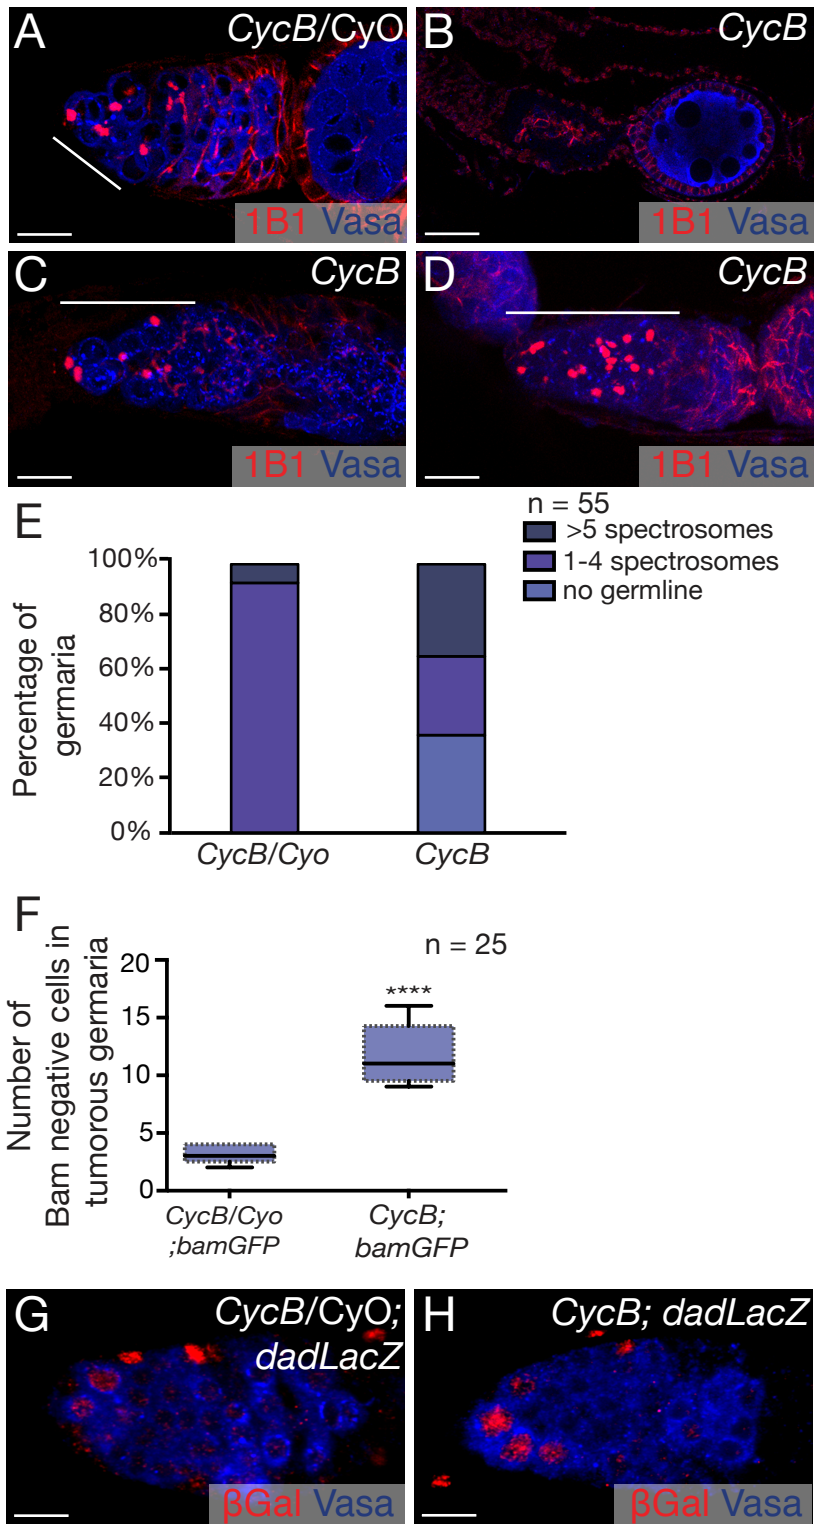 A
CycB/CyO
1B1 Vasa
B
CycB
1B1 Vasa
C
CycB
1B1 Vasa
D
CycB
1B1 Vasa
E
n = 55
>5 spectrosomes
1-4 spectrosomes
no germline
Percentage of
germaria
100%
80%
60%
40%
20%
0%
CycB/Cyo
CycB
F
n = 25
Number of
Bam negative cells in
tumorous germaria
20
15
10
5
0
****
CycB/Cyo
;bamGFP
CycB;
bamGFP
G
CycB/CyO;
dadLacZ
βGal Vasa
H
CycB; dadLacZ
βGal Vasa